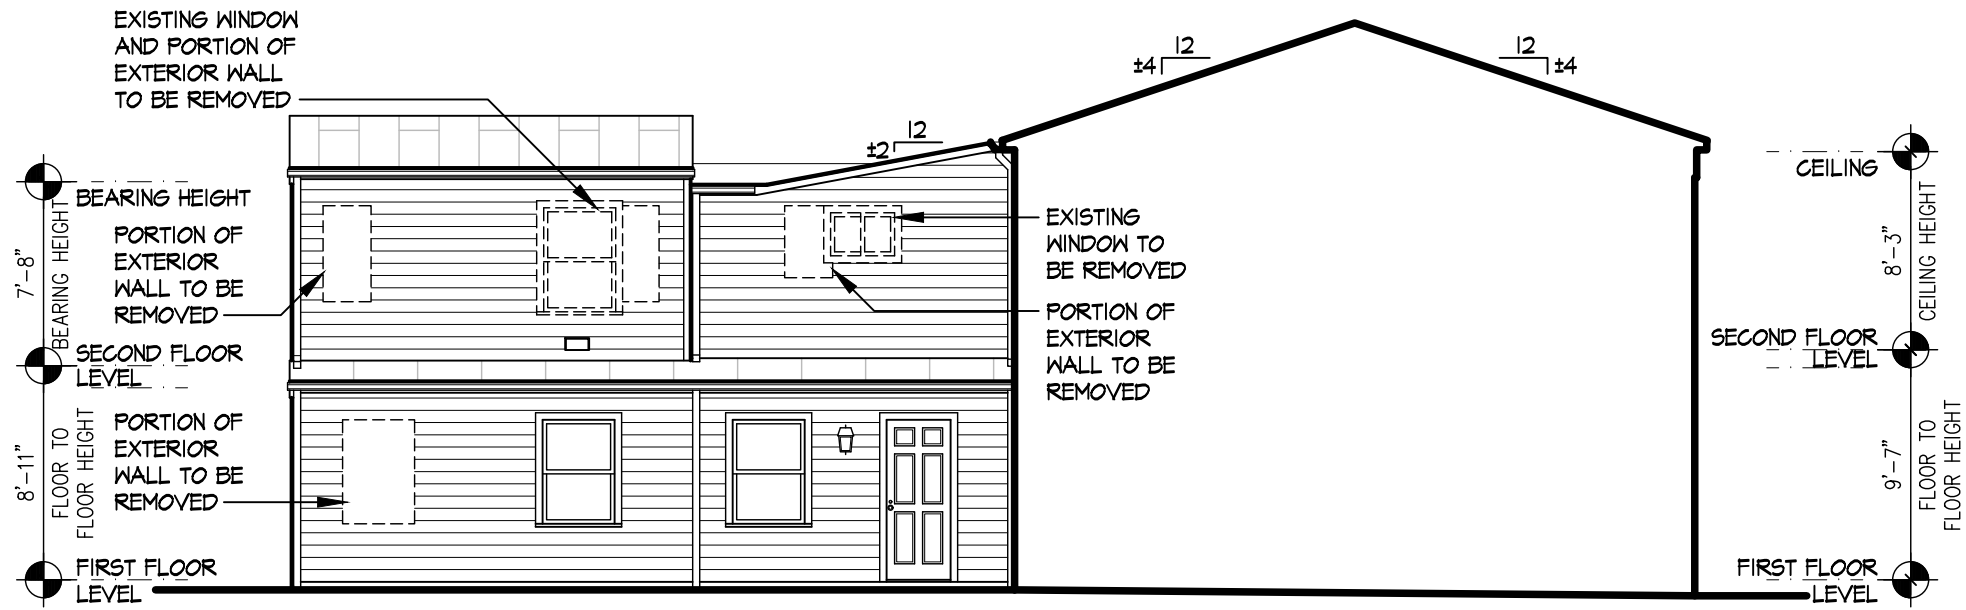 EXISTING WINDOW
AND PORTION OF
EXTERIOR WALL
TO BE REMOVED
12
±4
12
±4
12
±2
BEARING HEIGHT
7'-8"
BEARING HEIGHT
PORTION OF
EXTERIOR
WALL TO BE
REMOVED
SECOND FLOOR
LEVEL
8'-11"
FLOOR TO
FLOOR HEIGHT
PORTION OF
EXTERIOR
WALL TO BE
REMOVED
FIRST FLOOR
LEVEL
EXISTING
WINDOW TO
BE REMOVED
PORTION OF
EXTERIOR
WALL TO BE
REMOVED
CEILING
8'-3"
CEILING HEIGHT
SECOND FLOOR
LEVEL
9'-7"
FLOOR TO
FLOOR HEIGHT
FIRST FLOOR
LEVEL